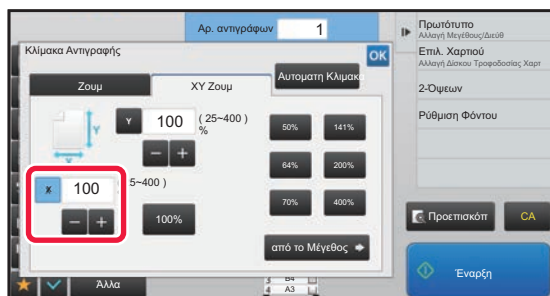 Αρ. αντιγράφων 1
Κλίμακα Αντιγραφής
OK
Ζουμ
XY Ζουμ
Αυτοματη Κλιμακα
Y 100 ( 25~400 )
%
50% 141%
Y
X
64% 200%
X 100 5~400 )
70% 400%
100%
από το Μέγεθος
Άλλα
B4
4 A3
Πρωτότυπο
Αλλαγή Μεγέθους/Διεύθ
Επιλ. Χαρτιού
Αλλαγή Δίσκου Τροφοδοσίας Χαρτ
2-Όψεων
Ρύθμιση Φόντου
Προεπισκόπ
CA
Έναρξη